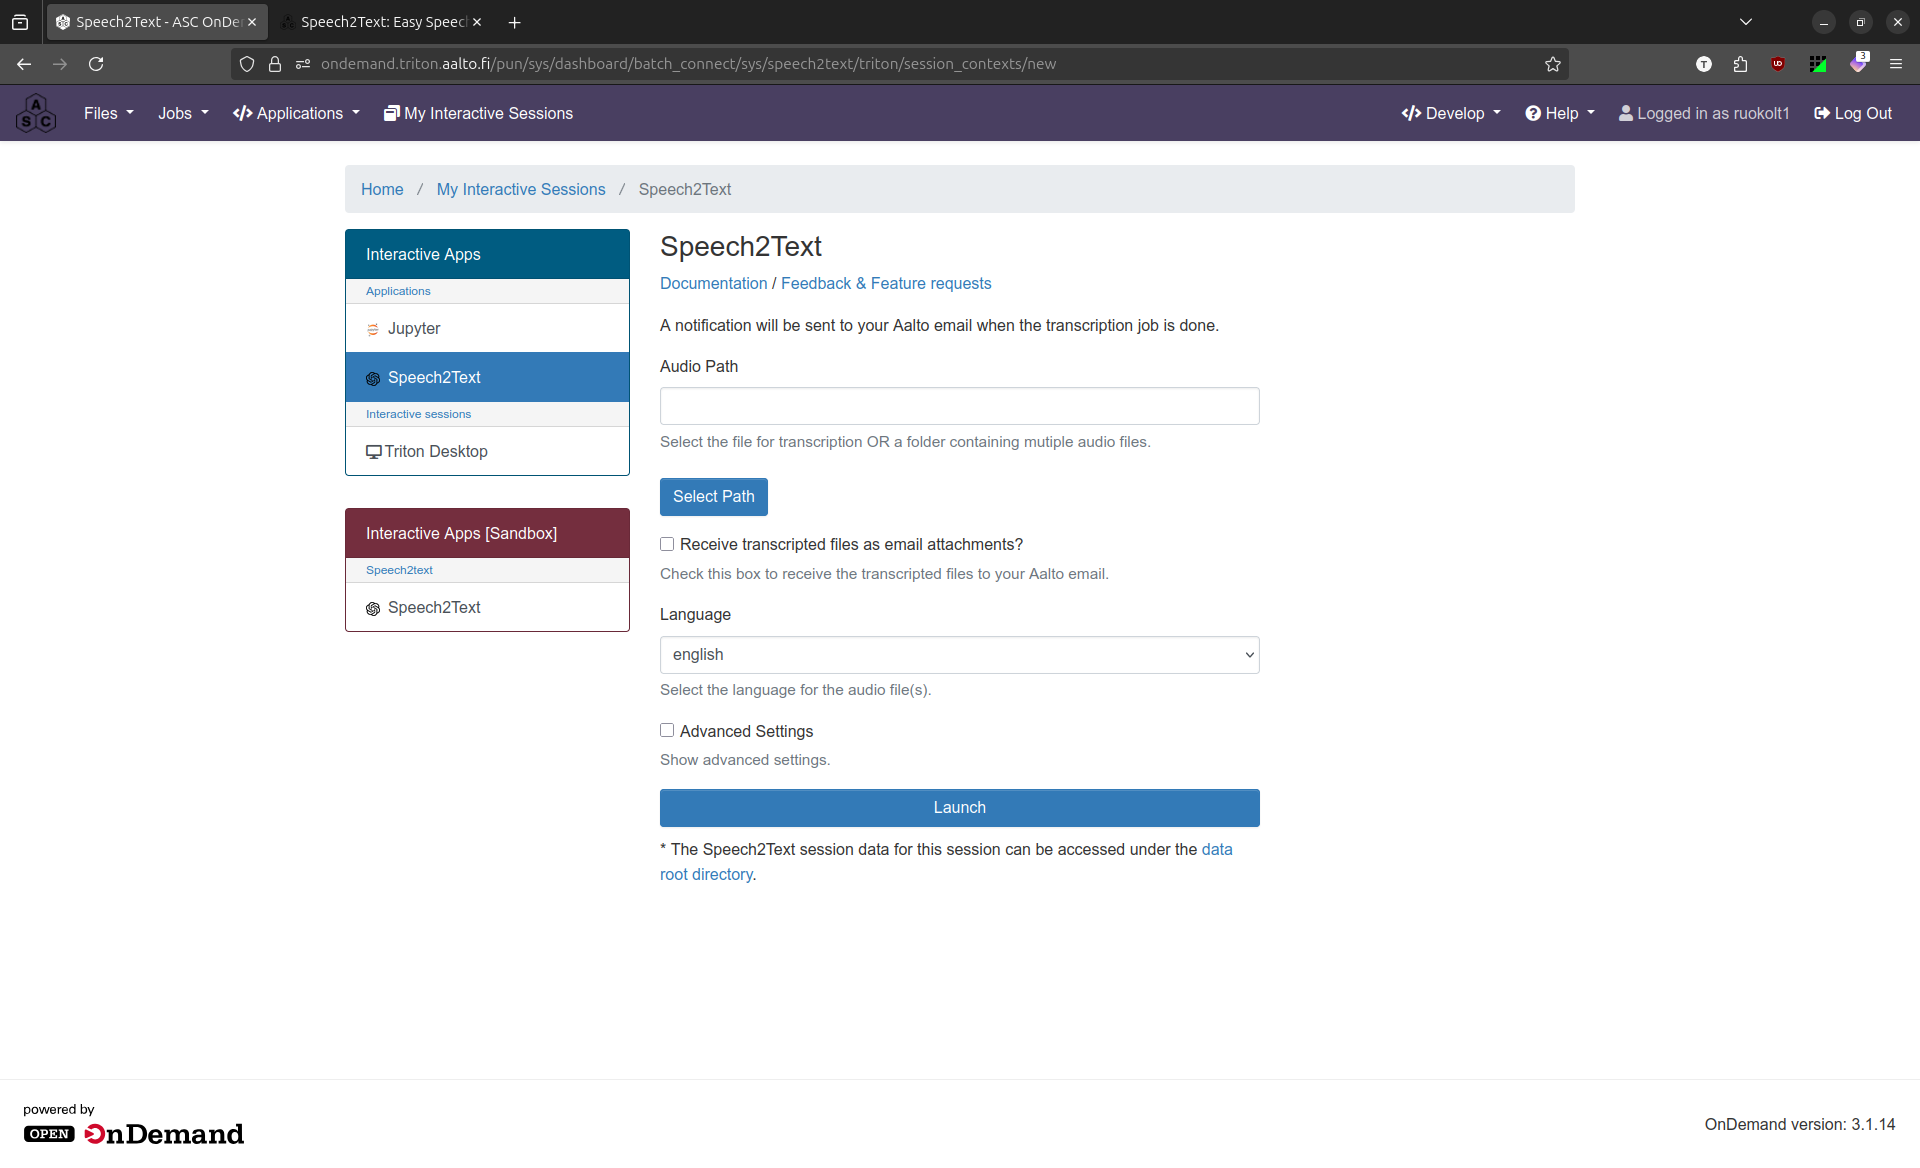 Speech2Text - ASC OnDe
Speech2Text: Easy Speec
ondemand.triton.aalto.fi/pun/sys/dashboard/batch_connect/sys/speech2text/triton/session_contexts/new
T
UD
3
A
S C
Files
Jobs
Applications
My Interactive Sessions
Develop
Help
Logged in as ruokolt1
Log Out
Home / My Interactive Sessions / Speech2Text
Interactive Apps
Applications
Jupyter
Speech2Text
Interactive sessions
Triton Desktop
Interactive Apps [Sandbox]
Speech2text
Speech2Text
Speech2Text
Documentation / Feedback & Feature requests
A notification will be sent to your Aalto email when the transcription job is done.
Audio Path
Select the file for transcription OR a folder containing mutiple audio files.
Select Path
Receive transcripted files as email attachments?
Check this box to receive the transcripted files to your Aalto email.
Language
english
Select the language for the audio file(s).
Advanced Settings
Show advanced settings.
Launch
* The Speech2Text session data for this session can be accessed under the data
root directory.
powered by
OPEN OnDemand
OnDemand version: 3.1.14